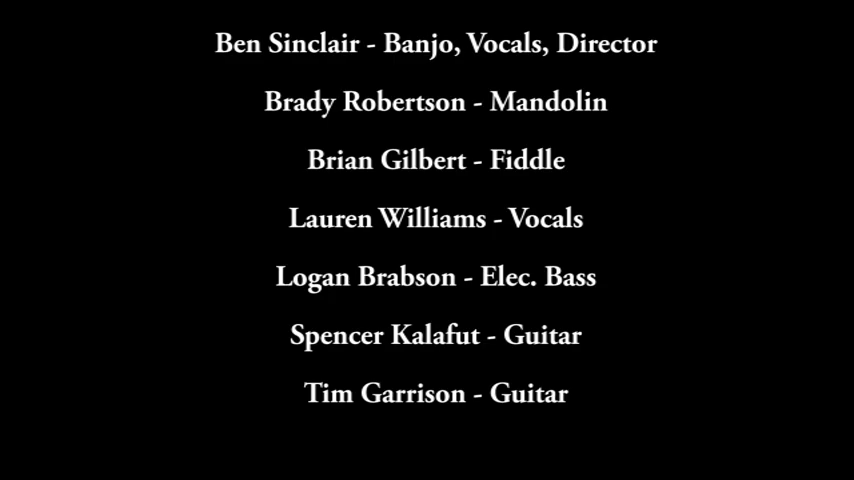 Ben Sinclair - Banjo, Vocals, Director
Brady Robertson - Mandolin
Brian Gilbert - Fiddle
Lauren Williams - Vocals
Logan Brabson - Elec. Bass
Spencer Kalafut - Guitar
Tim Garrison - Guitar